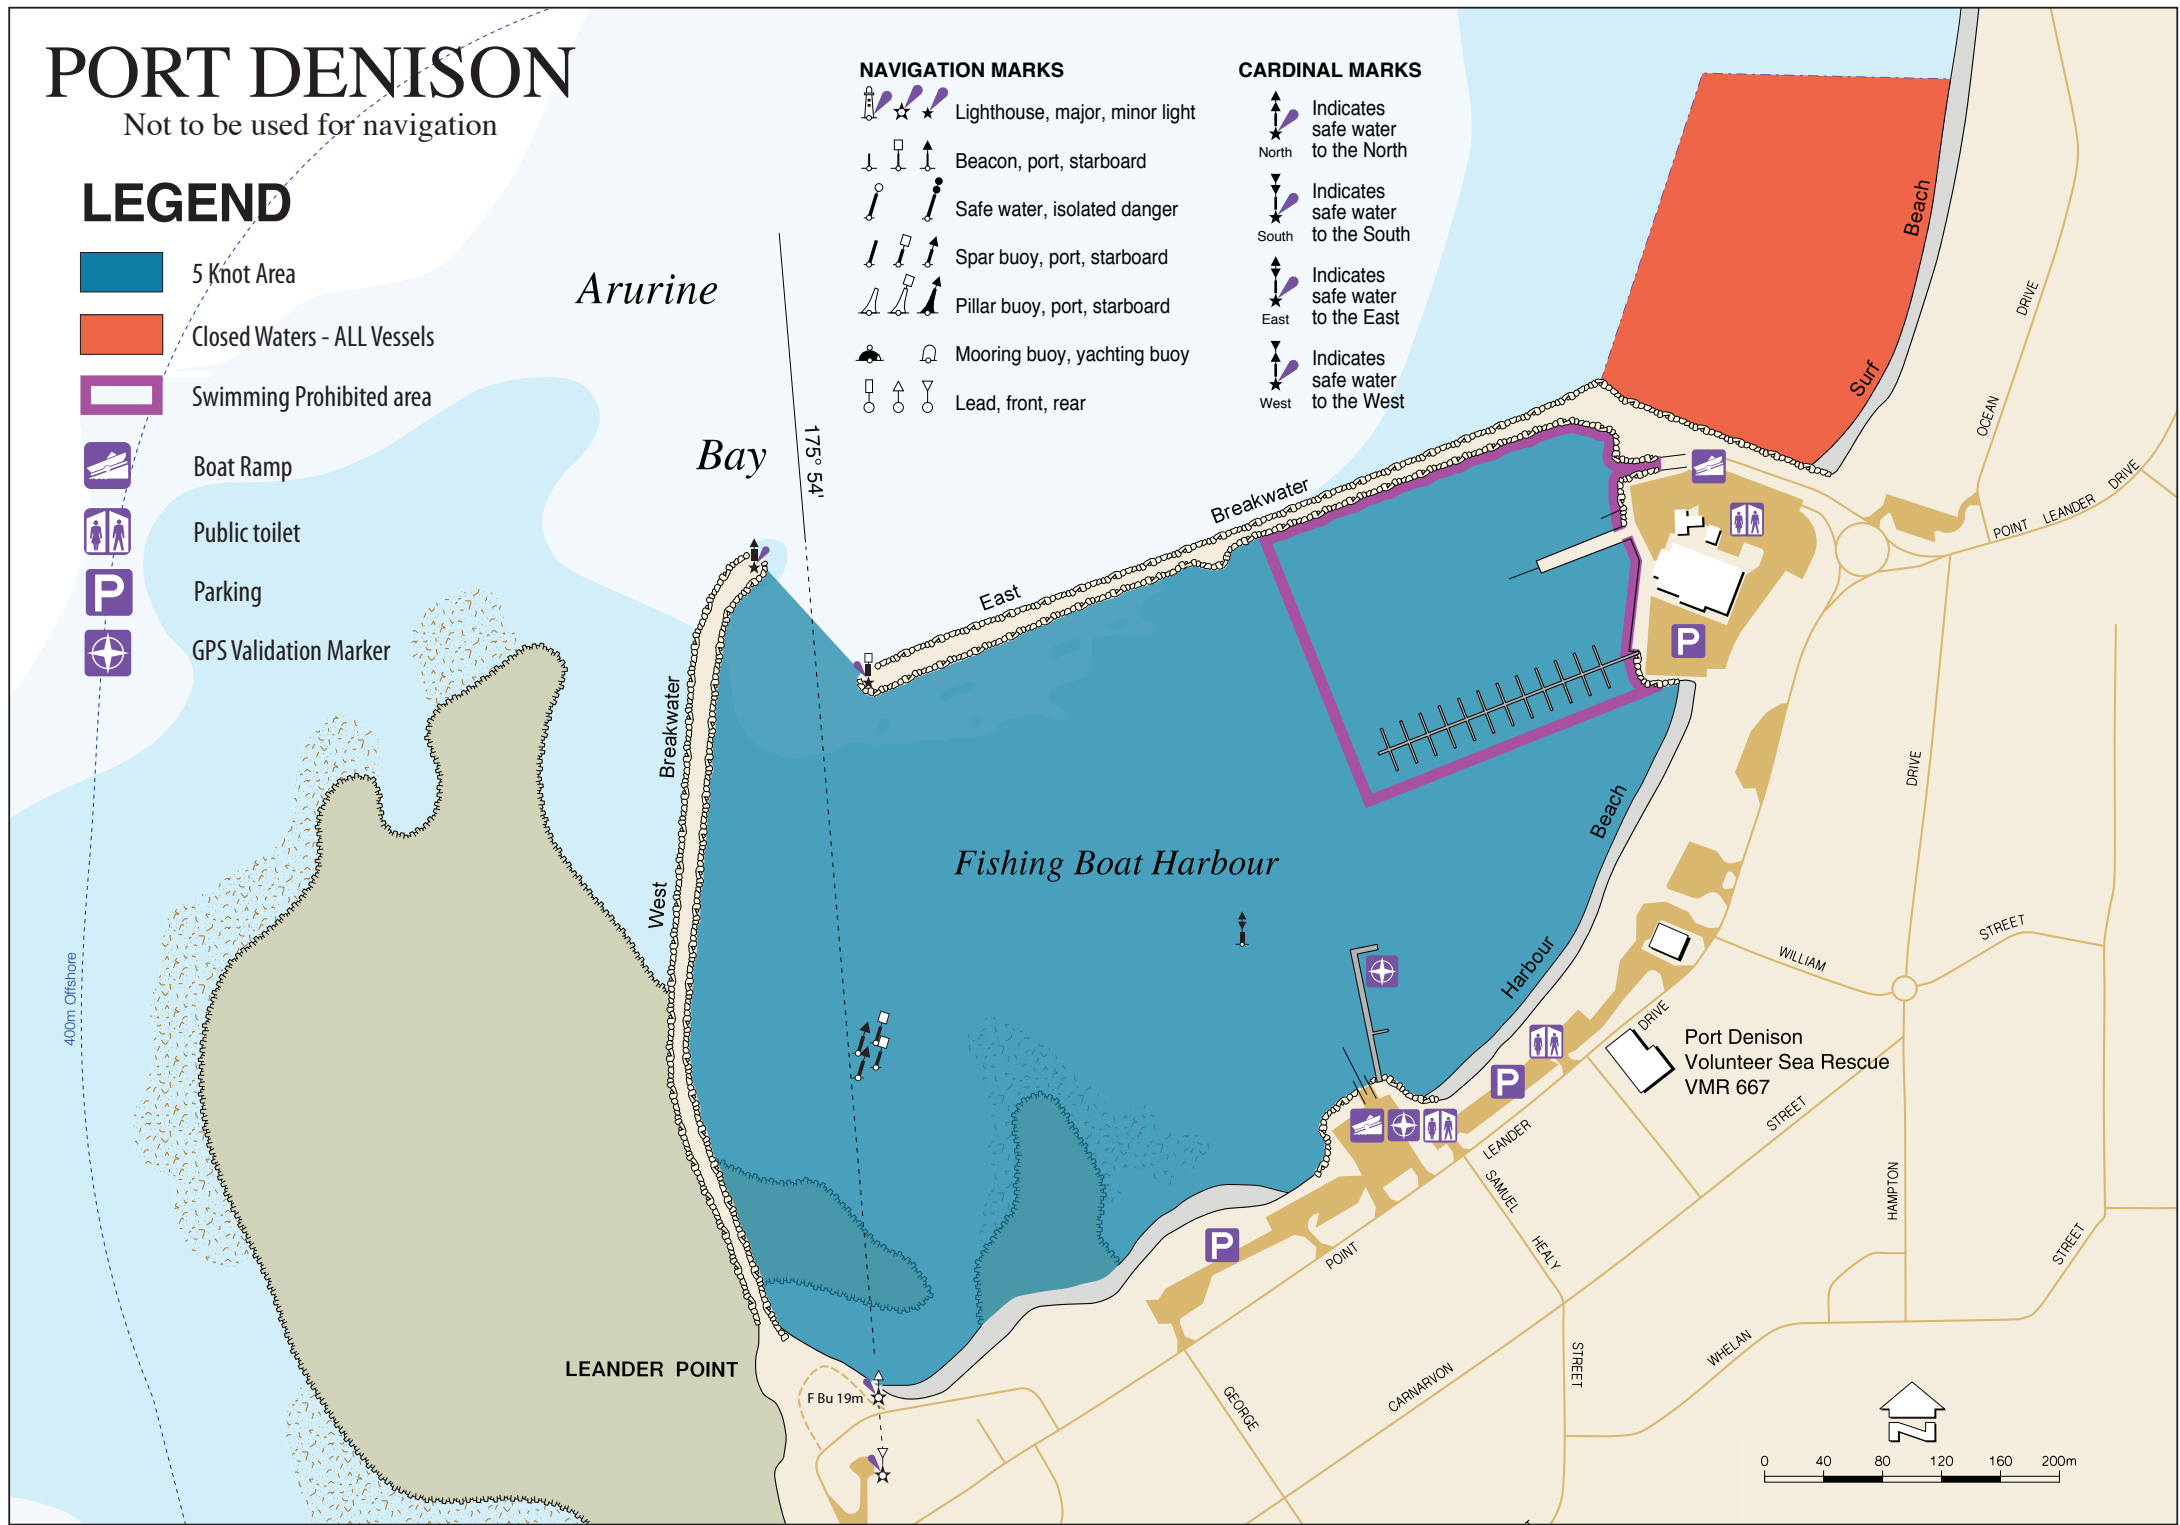 PORT DENISON
Not to be used for navigation
LEGEND
5 Knot Area
Closed Waters - ALL Vessels
Swimming Prohibited area
Boat Ramp
Public toilet
P
Parking
GPS Validation Marker
NAVIGATION MARKS
Lighthouse, major, minor light
Beacon, port, starboard
Safe water, isolated danger
Spar buoy, port, starboard
Pillar buoy, port, starboard
Mooring buoy, yachting buoy
Lead, front, rear
CARDINAL MARKS
North
Indicates
safe water
to the North
South
Indicates
safe water
to the South
East
Indicates
safe water
to the East
West
Indicates
safe water
to the West
Arurine
Bay
175° 54'
East
Breakwater
West
Breakwater
Surf
Beach
OCEAN
DRIVE
POINT LEANDER DRIVE
P
Fishing Boat Harbour
Harbour
Beach
DRIVE
WILLIAM
STREET
400m Offshore
Port Denison
Volunteer Sea Rescue
VMR 667
P
P
POINT
LEANDER
DRIVE
SAMUEL
HEALY
STREET
STREET
HAMPTON
STREET
WHELAN
CARNARVON
GEORGE
LEANDER POINT
F Bu 19m
N
0 40 80 120 160 200m